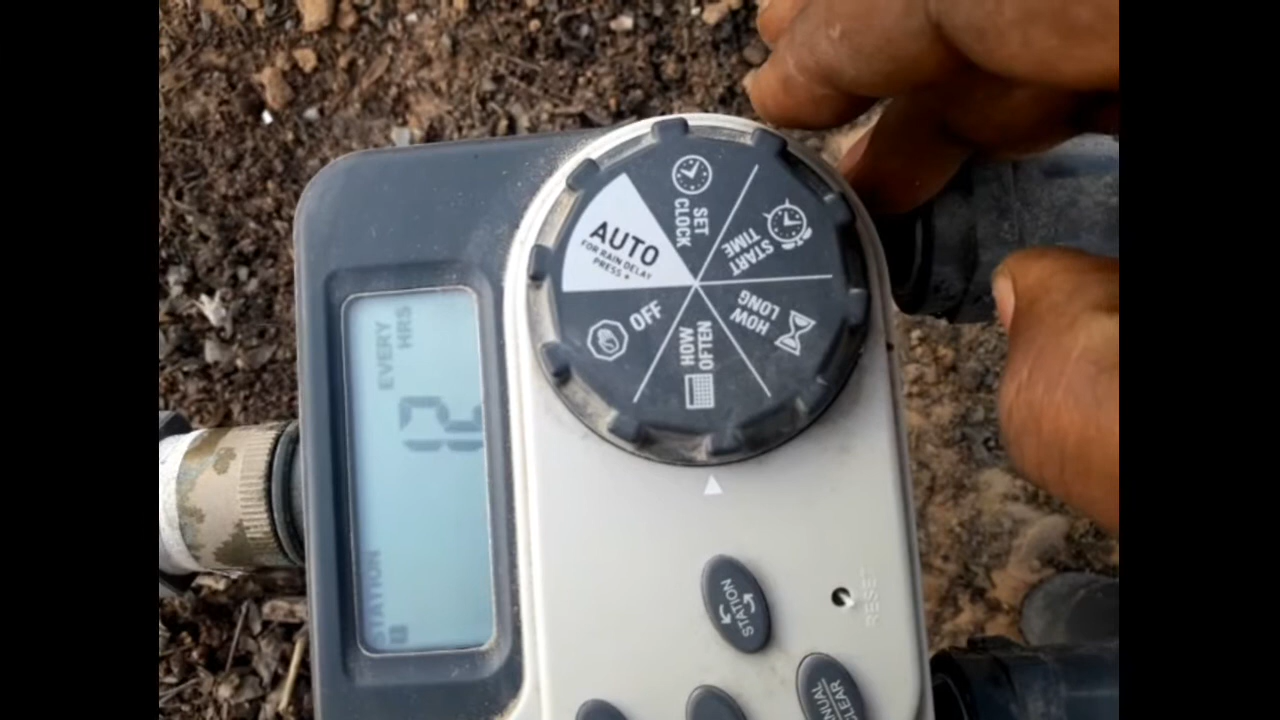 AUTO
FOR RAIN DELAY
PRESS +
SET
CLOCK
START
TIME
HOW
LONG
HOW
OFTEN
OFF
EVERY
12 HRS
STATION
STATION
RESET
CLEAR